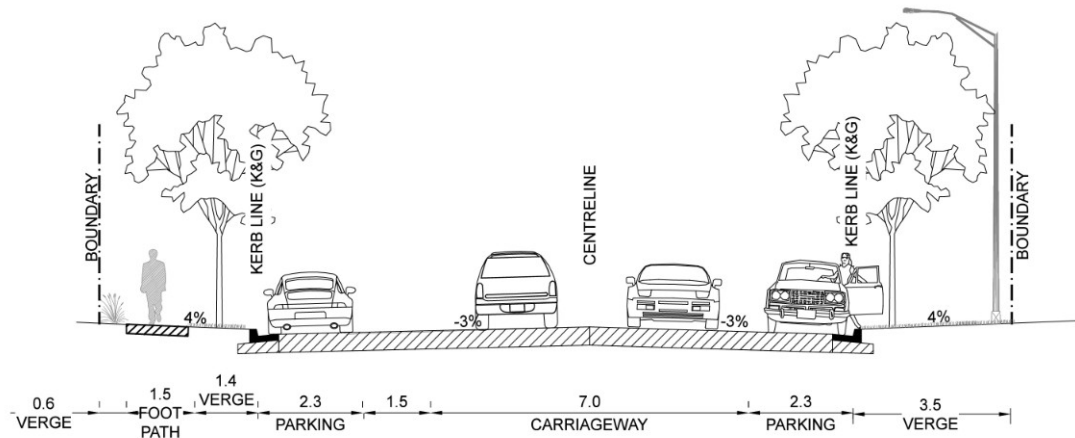 BOUNDARY
KERB LINE (K&G)
CENTRELINE
KERB LINE (K&G)
BOUNDARY
4%
-3%
-3%
4%
0.6
VERGE
1.5
FOOT
PATH
1.4
VERGE
2.3
PARKING
1.5
7.0
CARRIAGEWAY
2.3
PARKING
3.5
VERGE